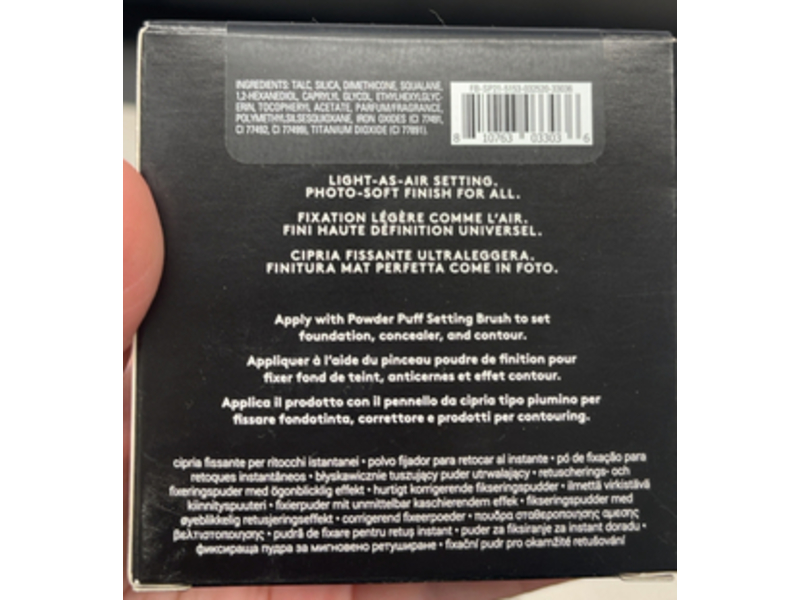 INGREDIENTS: TALC, SILICA, DIMETHICONE, SQUALANE,
1,2-HEXANEDIOL, CAPRYLYL GLYCOL, ETHYLHEXYLGLYC-
ERIN, TOCOPHERYL ACETATE, PARFUM/FRAGRANCE,
POLYMETHYLSILSESQUIOXANE, IRON OXIDES (CI 77491,
CI 77492, CI 77499), TITANIUM DIOXIDE (CI 77891).
8 10763 03303 6
LIGHT-AS-AIR SETTING.
PHOTO-SOFT FINISH FOR ALL.
FIXATION LÉGÈRE COMME L'AIR.
FINI HAUTE DÉFINITION UNIVERSEL.
CIPRIA FISSANTE ULTRALEGGERA.
FINITURA MAT PERFETTA COME IN FOTO.
Apply with Powder Puff Setting Brush to set
foundation, concealer, and contour.
Appliquer à l'aide du pinceau poudre de finition pour
fixer fond de teint, anticernes et effet contour.
Applica il prodotto con il pennello da cipria tipo piumino per
fissare fondotinta, correttore e prodotti per contouring.
cipria fissante per ritocchi istantanei • polvo fijador para retocar al instante • pó de fixação para
retoques instantâneos • błyskawicznie tuszujący puder utrwalający • retuscherings- och
fixeringspuder med ögonblicklig effekt • hurtigt korrigerende fikseringspudder • ilmettä virkistävä
kiinnityspuuteri • fixierpuder mit unmittelbar kaschierendem effek • fikseringspudder med
øyeblikkelig retusjeringseffekt • corrigerend fixeerpoeder • πουδρα σταθεροποιησης αμεσης
βελτιστοποιησης • pudră de fixare pentru retuș instant • puder za fiksiranje za instant doradu •
фиксираща пудра за мигновено ретуширане • fixační pudr pro okamžité retušování